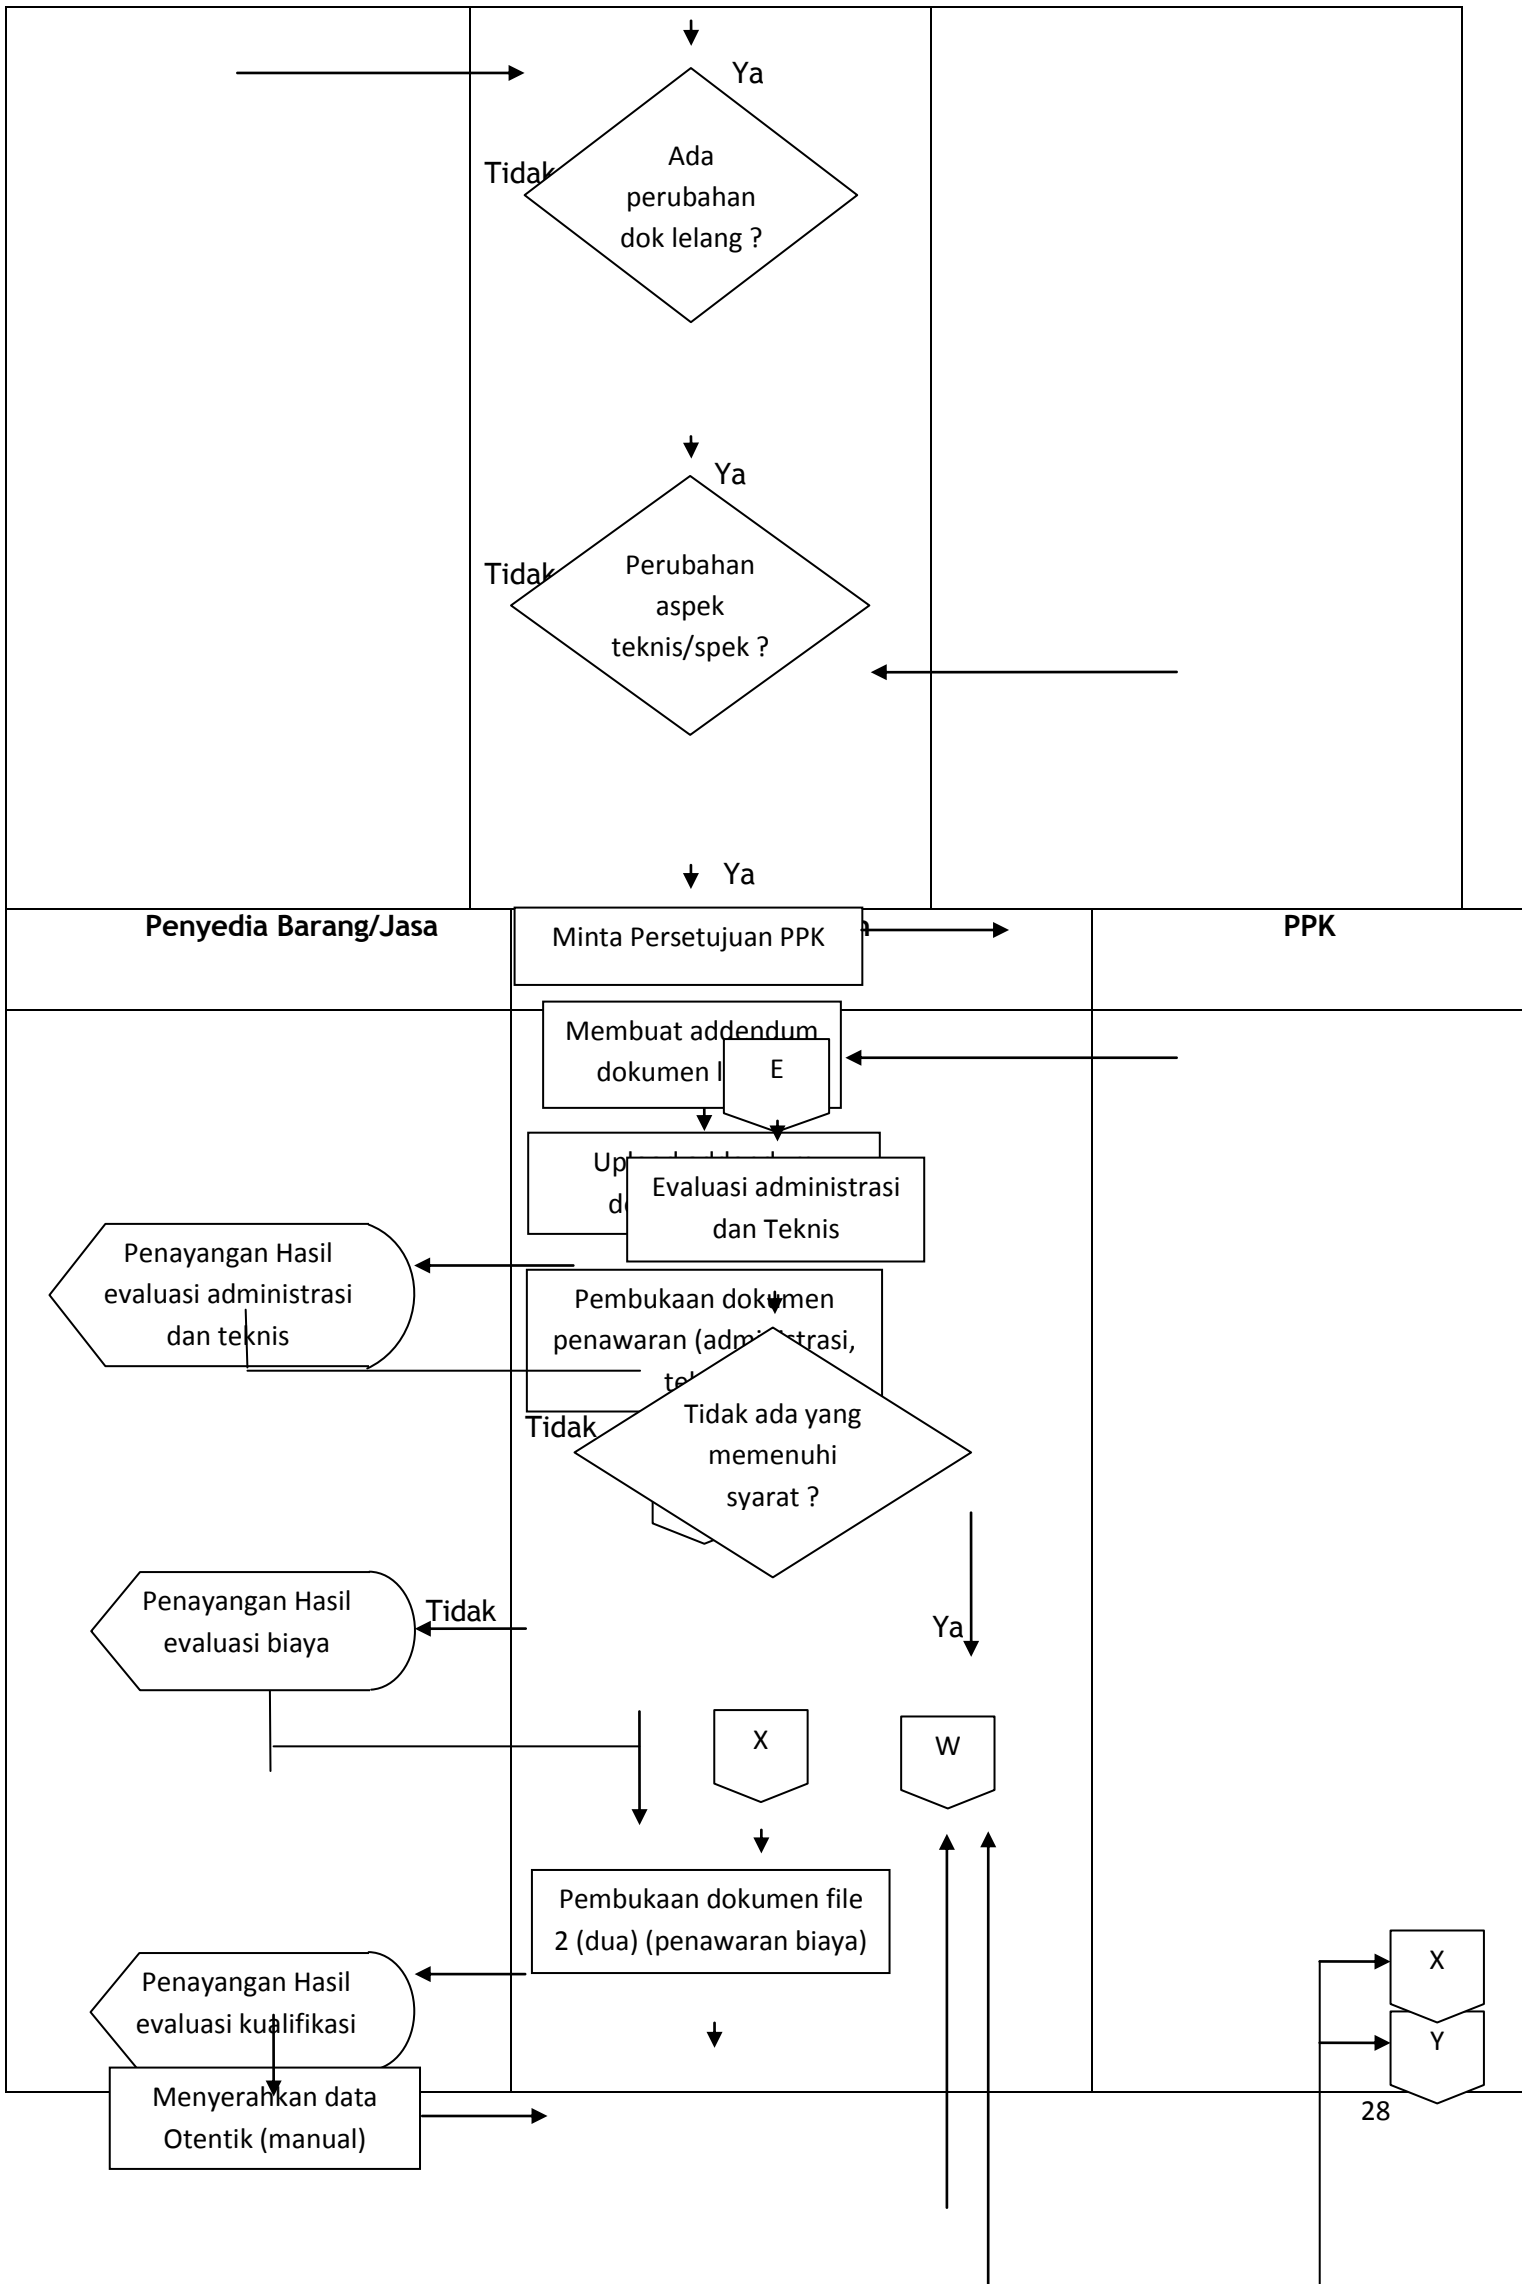 Ya
Tidak
Ada
perubahan
dok lelang ?
Ya
Tidak
Perubahan
aspek
teknis/spek ?
Ya
Penyedia Barang/Jasa
Minta Persetujuan PPK
PPK
Membuat addendum
dokumen
E
Evaluasi administrasi
dan Teknis
Penayangan Hasil
evaluasi administrasi
dan teknis
Pembukaan dokumen
penawaran (administrasi,
Tidak
Tidak ada yang
memenuhi
syarat ?
Penayangan Hasil
evaluasi biaya
Tidak
Ya
X
W
Pembukaan dokumen file
2 (dua) (penawaran biaya)
Penayangan Hasil
evaluasi kualifikasi
X
Y
Menyerahkan data
Otentik (manual)
28